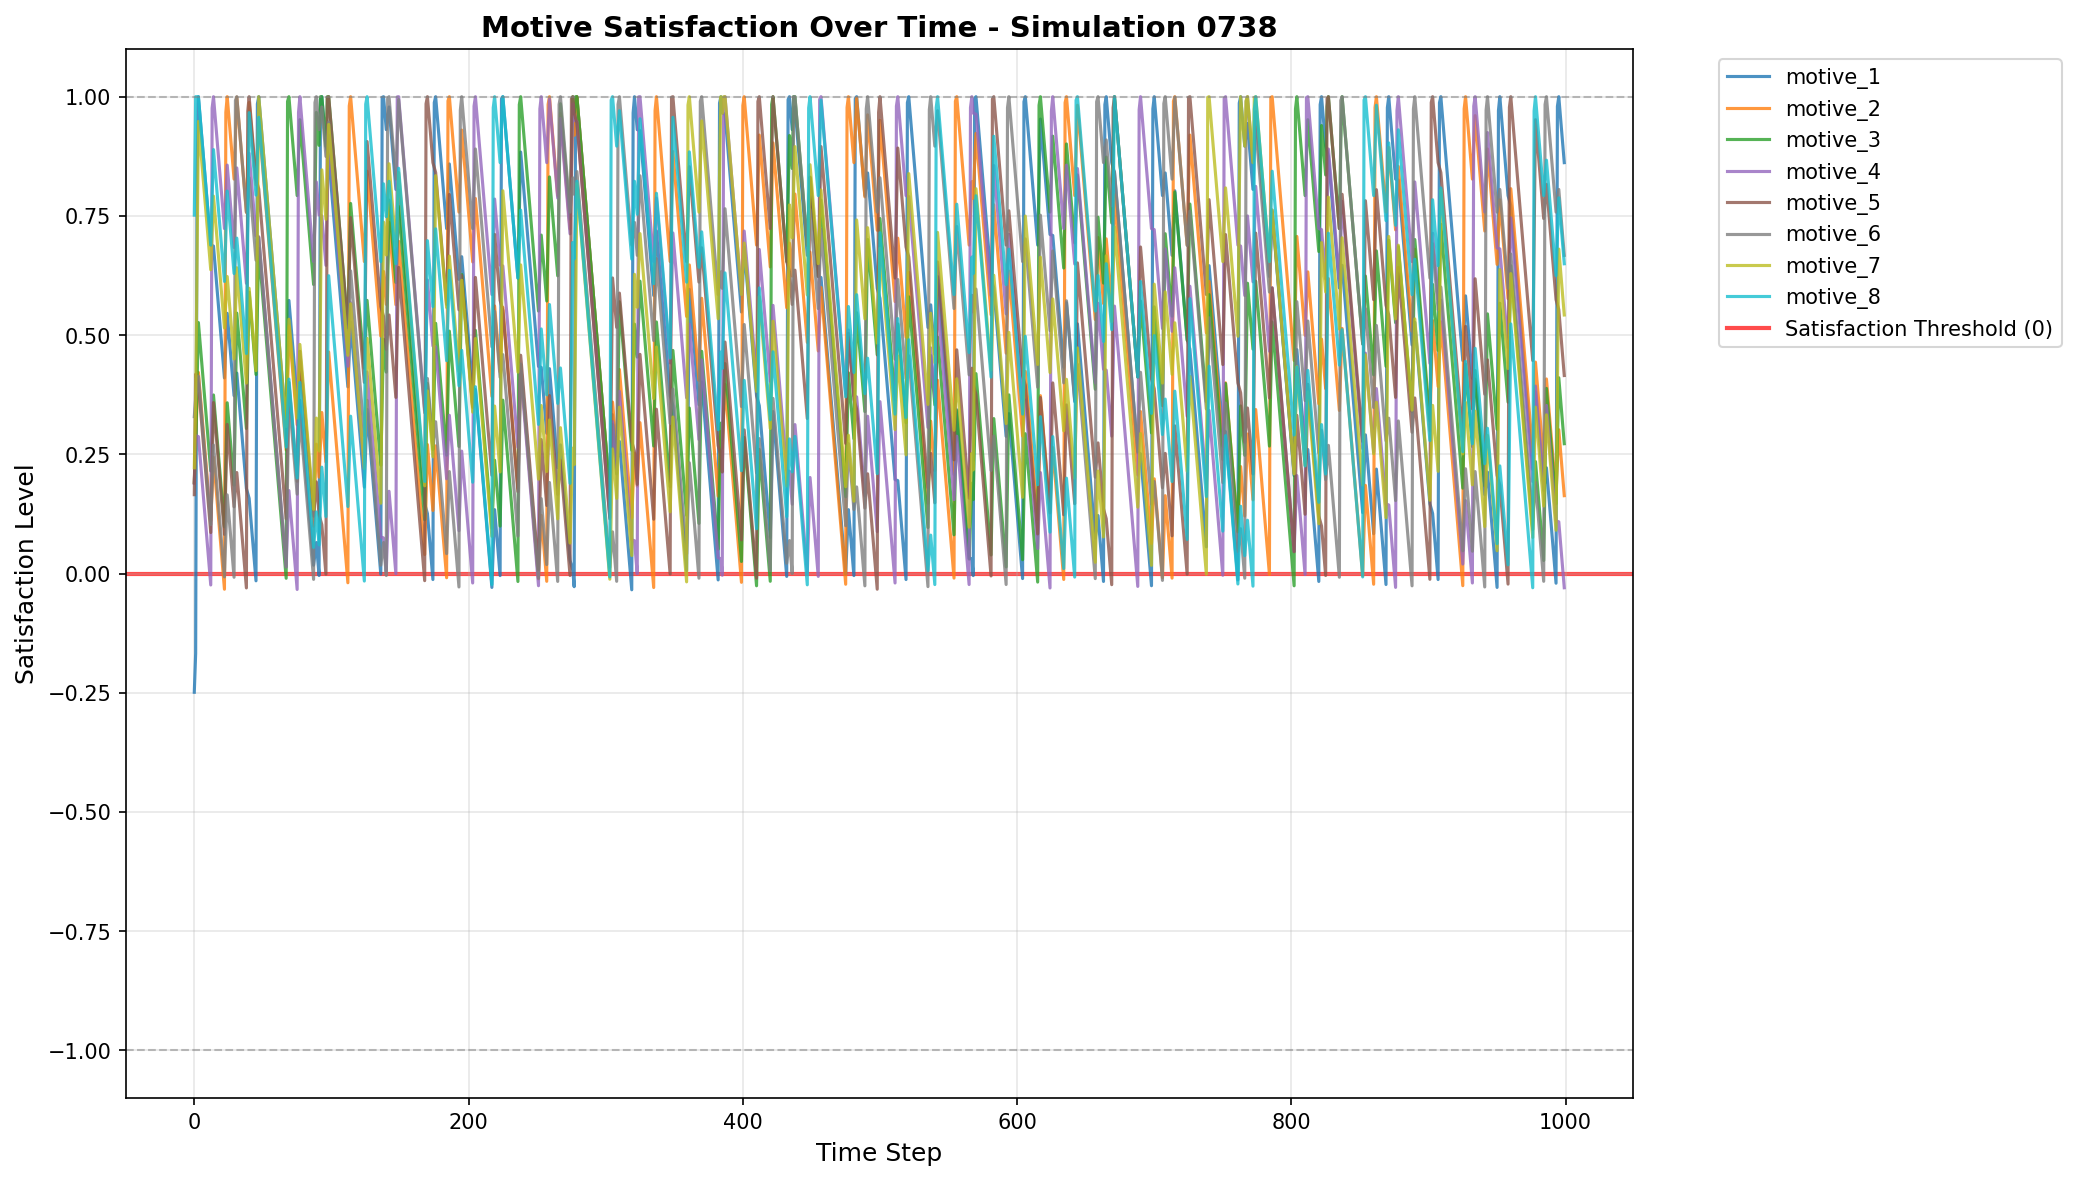 Motive Satisfaction Over Time - Simulation 0738
1.00
0.75
0.50
0.25
0.00
−0.25
−0.50
−0.75
−1.00
Satisfaction Level
0
200
400
600
800
1000
Time Step
motive_1
motive_2
motive_3
motive_4
motive_5
motive_6
motive_7
motive_8
Satisfaction Threshold (0)